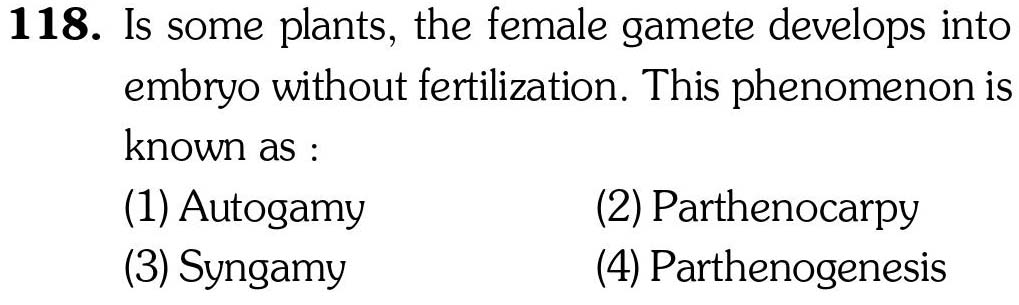 118. Is some plants, the female gamete develops into
embryo without fertilization. This phenomenon is
known as :
(1) Autogamy (2) Parthenocarpy
(3) Syngamy (4) Parthenogenesis